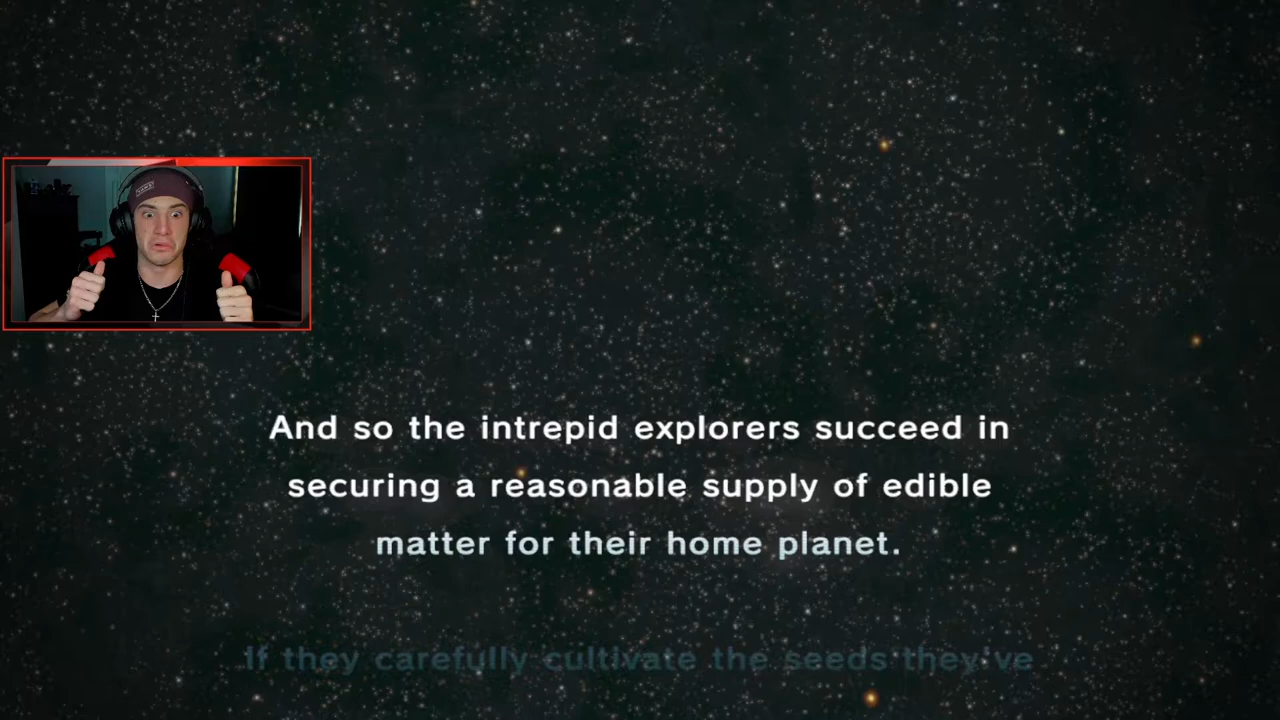 And so the intrepid explorers succeed in
securing a reasonable supply of edible
matter for their home planet.
If they carefully cultivate the seeds they've